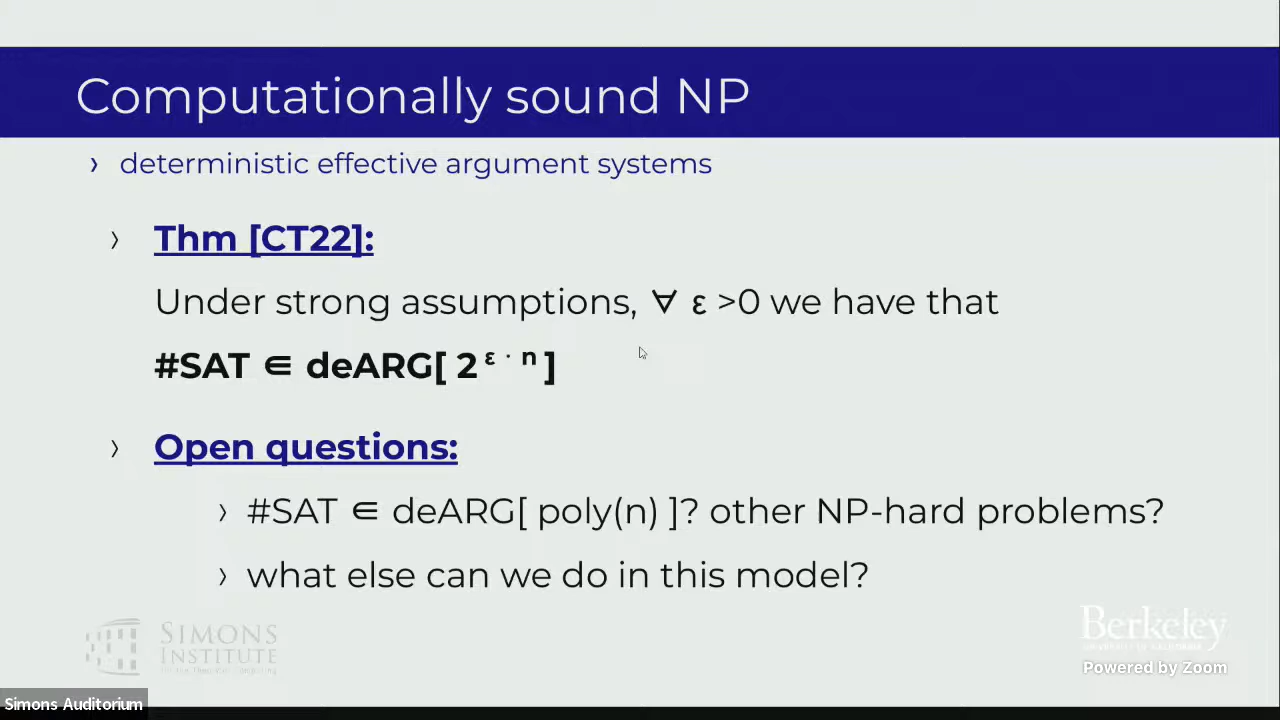 Computationally sound NP
› deterministic effective argument systems
› Thm [CT22]:
Under strong assumptions, ∀ ε >0 we have that
#SAT ∈ deARG[ 2^{ε · n} ]
› Open questions:
› #SAT ∈ deARG[ poly(n) ]? other NP-hard problems?
› what else can we do in this model?
SIMONS
INSTITUTE
Berkeley
Powered by Zoom
Simons Auditorium